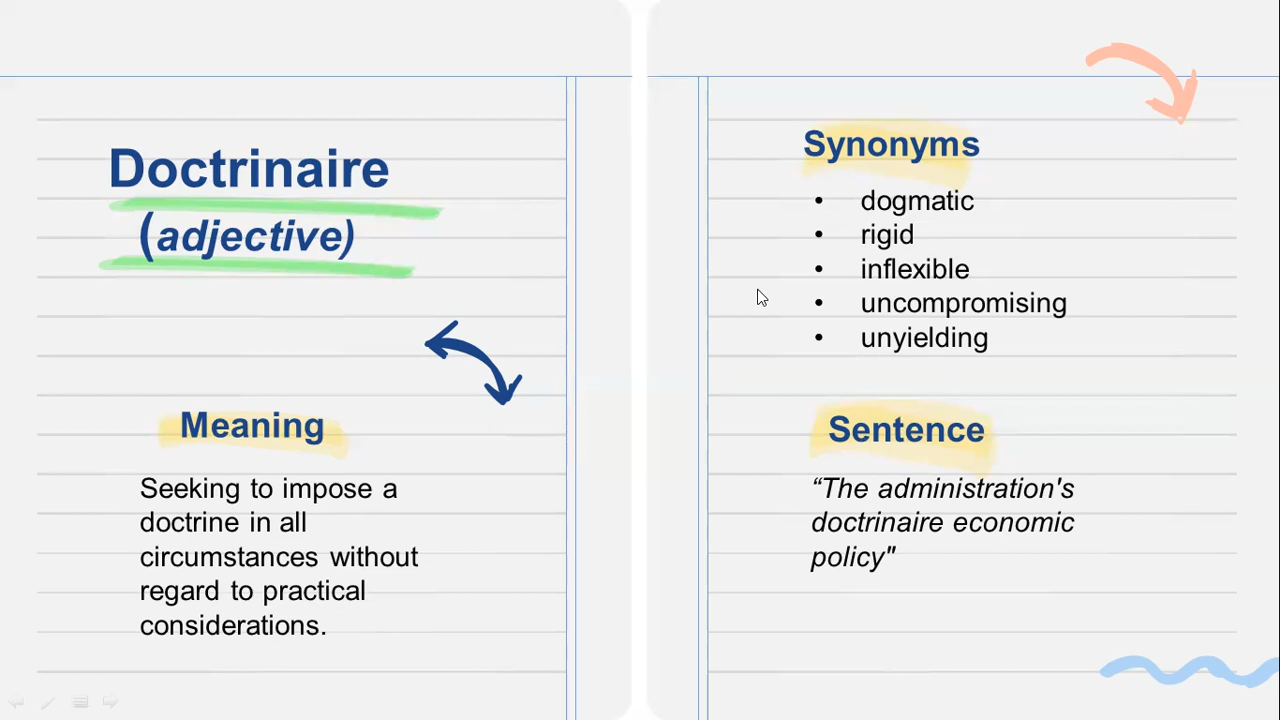 Doctrinaire
(adjective)
Meaning
Seeking to impose a
doctrine in all
circumstances without
regard to practical
considerations.
Synonyms
• dogmatic
• rigid
• inflexible
• uncompromising
• unyielding
Sentence
“The administration's
doctrinaire economic
policy"